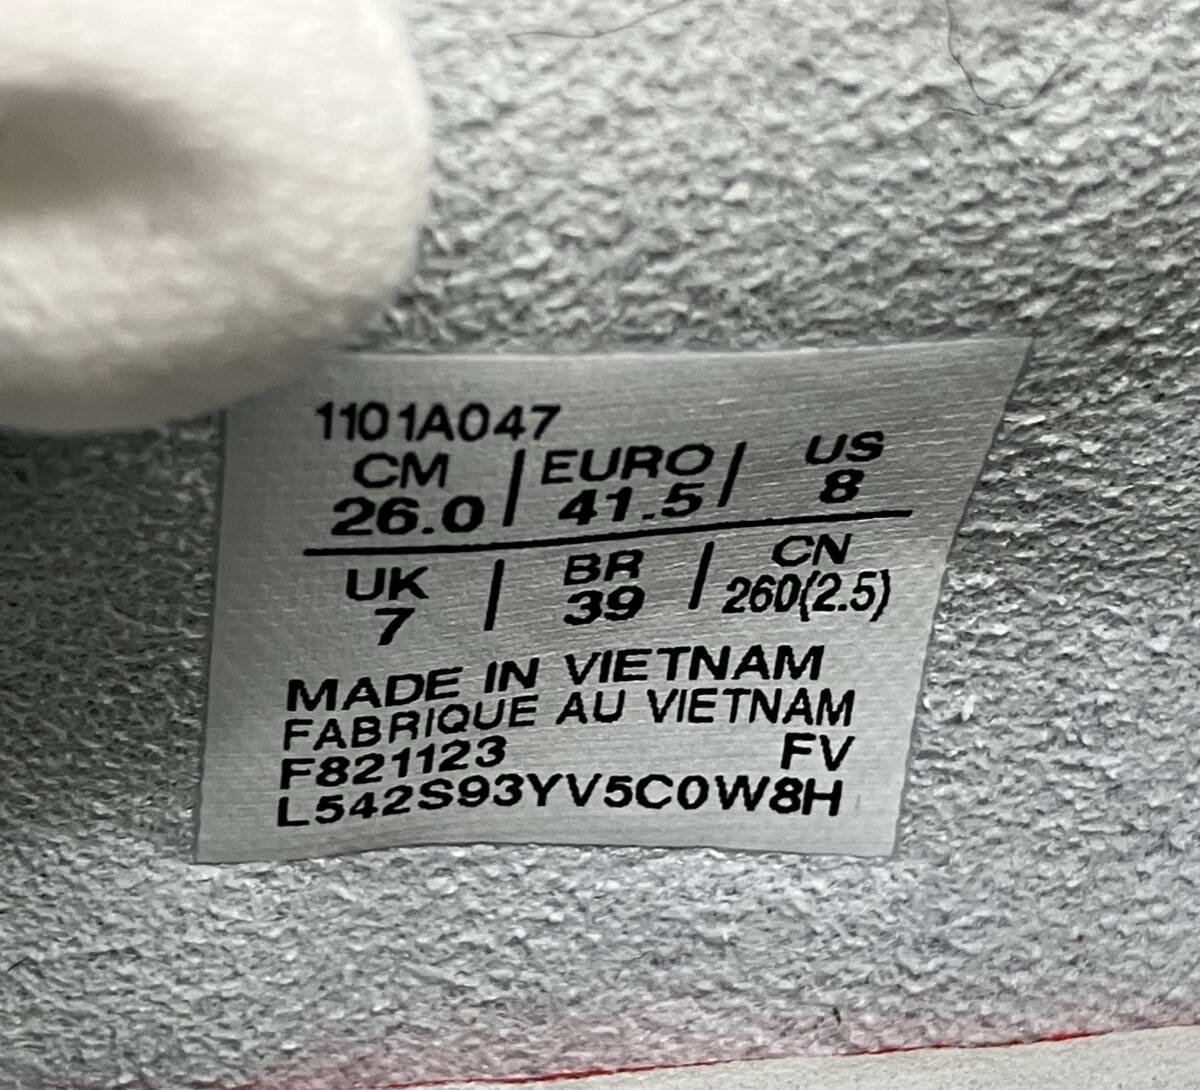 1101A047
CM | EURO | US
26.0 | 41.5 | 8
UK | BR | CN
7 | 39 | 260(2.5)
MADE IN VIETNAM
FABRIQUE AU VIETNAM
F821123 FV
L542S93YV5C0W8H